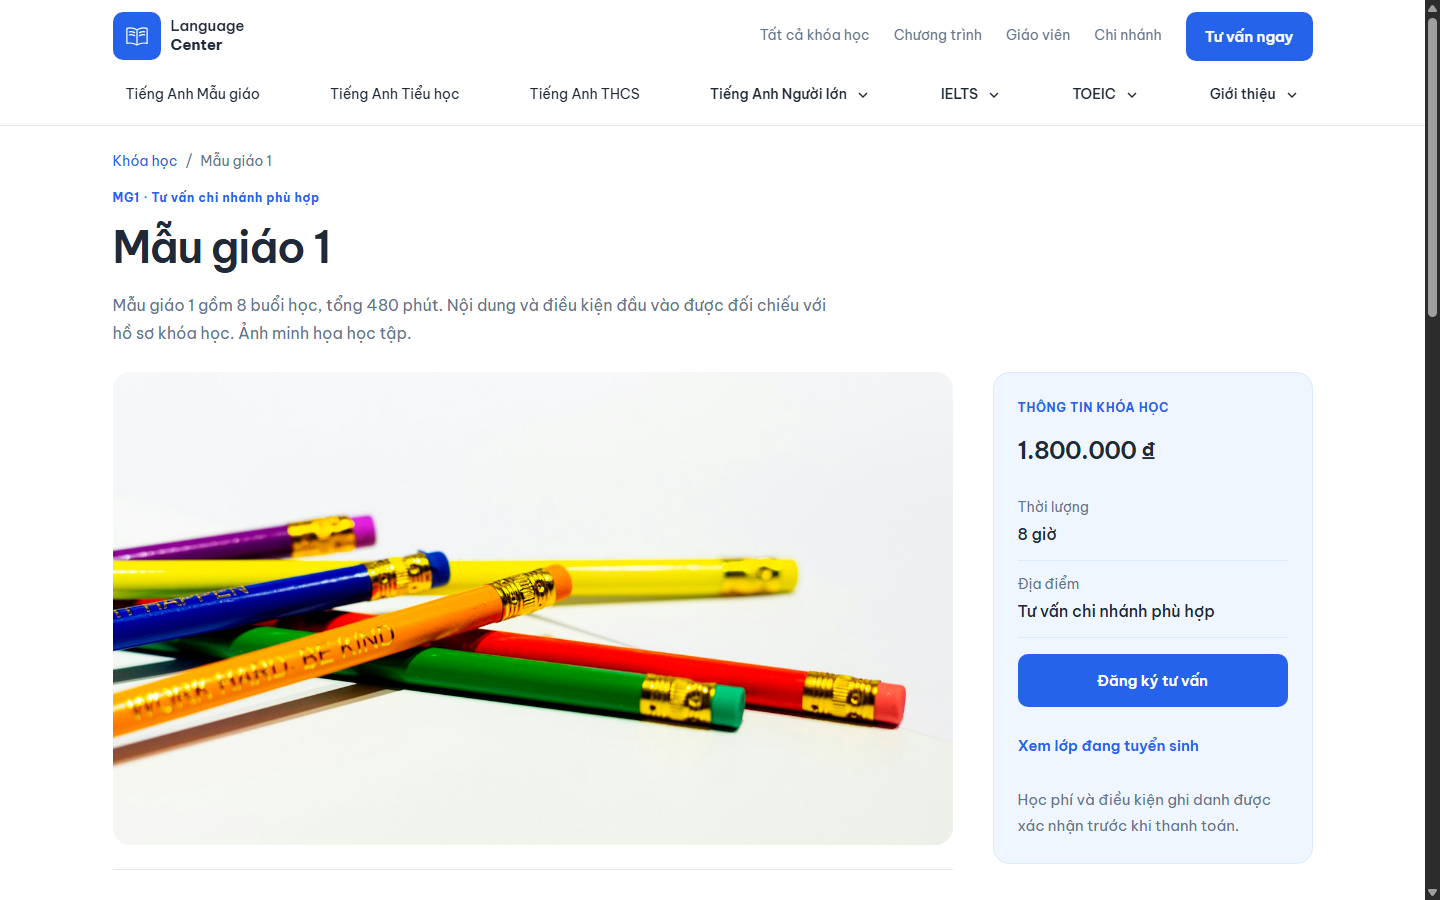 Language
Center
Tất cả khóa học
Chương trình
Giáo viên
Chi nhánh
Tư vấn ngay
Tiếng Anh Mẫu giáo
Tiếng Anh Tiểu học
Tiếng Anh THCS
Tiếng Anh Người lớn
IELTS
TOEIC
Giới thiệu
Khóa học / Mẫu giáo 1
MG1 · Tư vấn chi nhánh phù hợp
Mẫu giáo 1
Mẫu giáo 1 gồm 8 buổi học, tổng 480 phút. Nội dung và điều kiện đầu vào được đối chiếu với
hồ sơ khóa học. Ảnh minh họa học tập.
WORK HARD. BE KIND
THÔNG TIN KHÓA HỌC
1.800.000 ₫
Thời lượng
8 giờ
Địa điểm
Tư vấn chi nhánh phù hợp
Đăng ký tư vấn
Xem lớp đang tuyển sinh
Học phí và điều kiện ghi danh được
xác nhận trước khi thanh toán.